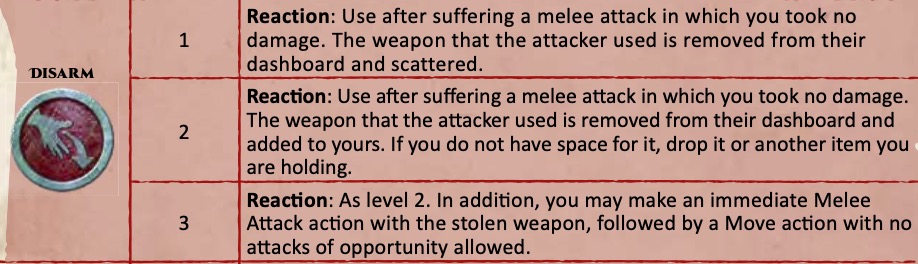 Reaction: Use after suffering a melee attack in which you took no
1
damage. The weapon that the attacker used is removed from their
dashboard and scattered.
DISARM
Reaction: Use after suffering a melee attack in which you took no damage.
2
The weapon that the attacker used is removed from their dashboard and
added to yours. If you do not have space for it, drop it or another item you
are holding.
Reaction: As level 2. In addition, you may make an immediate Melee
3
Attack action with the stolen weapon, followed by a Move action with no
attacks of opportunity allowed.